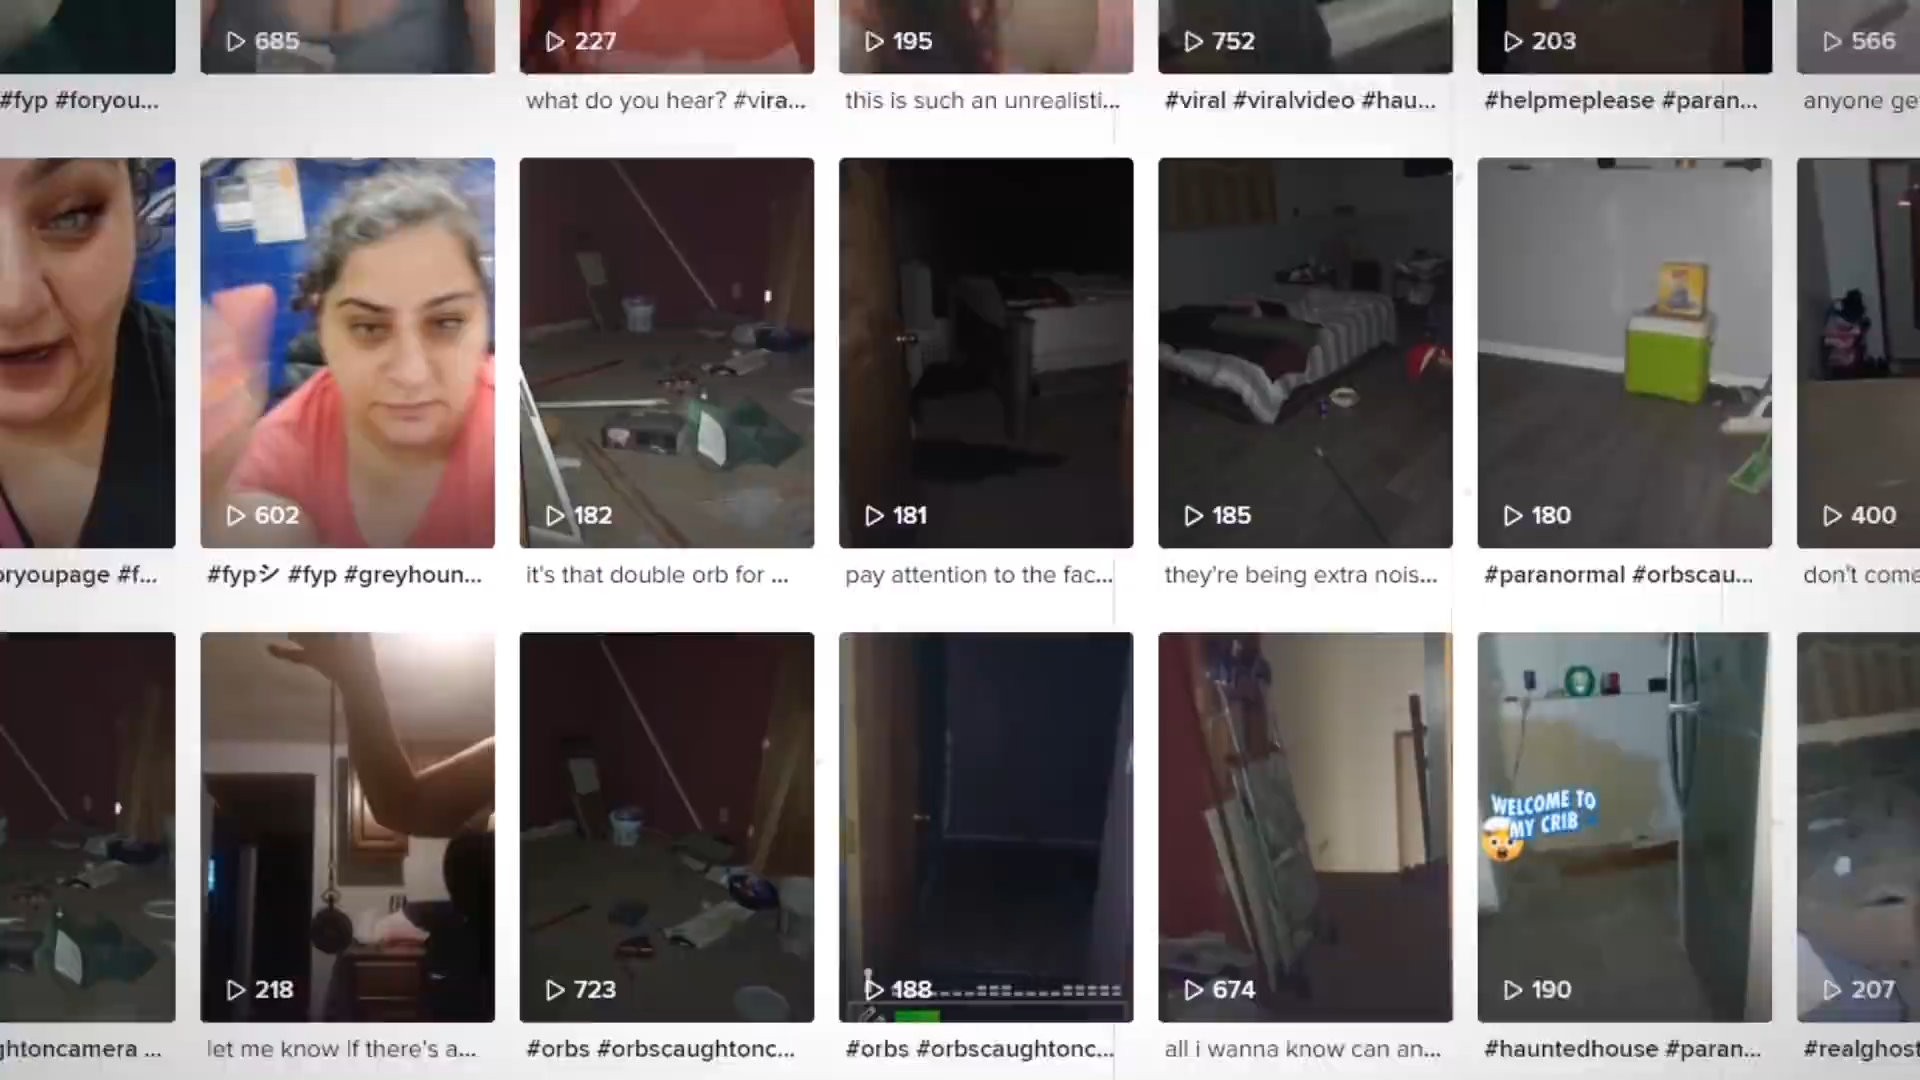 685
227
195
752
203
566
#fyp #foryou...
what do you hear? #vira...
this is such an unrealisti...
#viral #viralvideo #hau...
#helpmeplease #paran...
anyone ge
602
182
181
185
180
400
oryoupage #f...
#fypシ #fyp #greyhoun...
it's that double orb for ...
pay attention to the fac...
they're being extra nois...
#paranormal #orbscau...
don't come
WELCOME TO
MY CRIB
218
723
188
674
190
207
ghtoncamera ...
let me know If there's a...
#orbs #orbscaughtonc...
#orbs #orbscaughtonc...
all i wanna know can an...
#hauntedhouse #paran...
#realghost